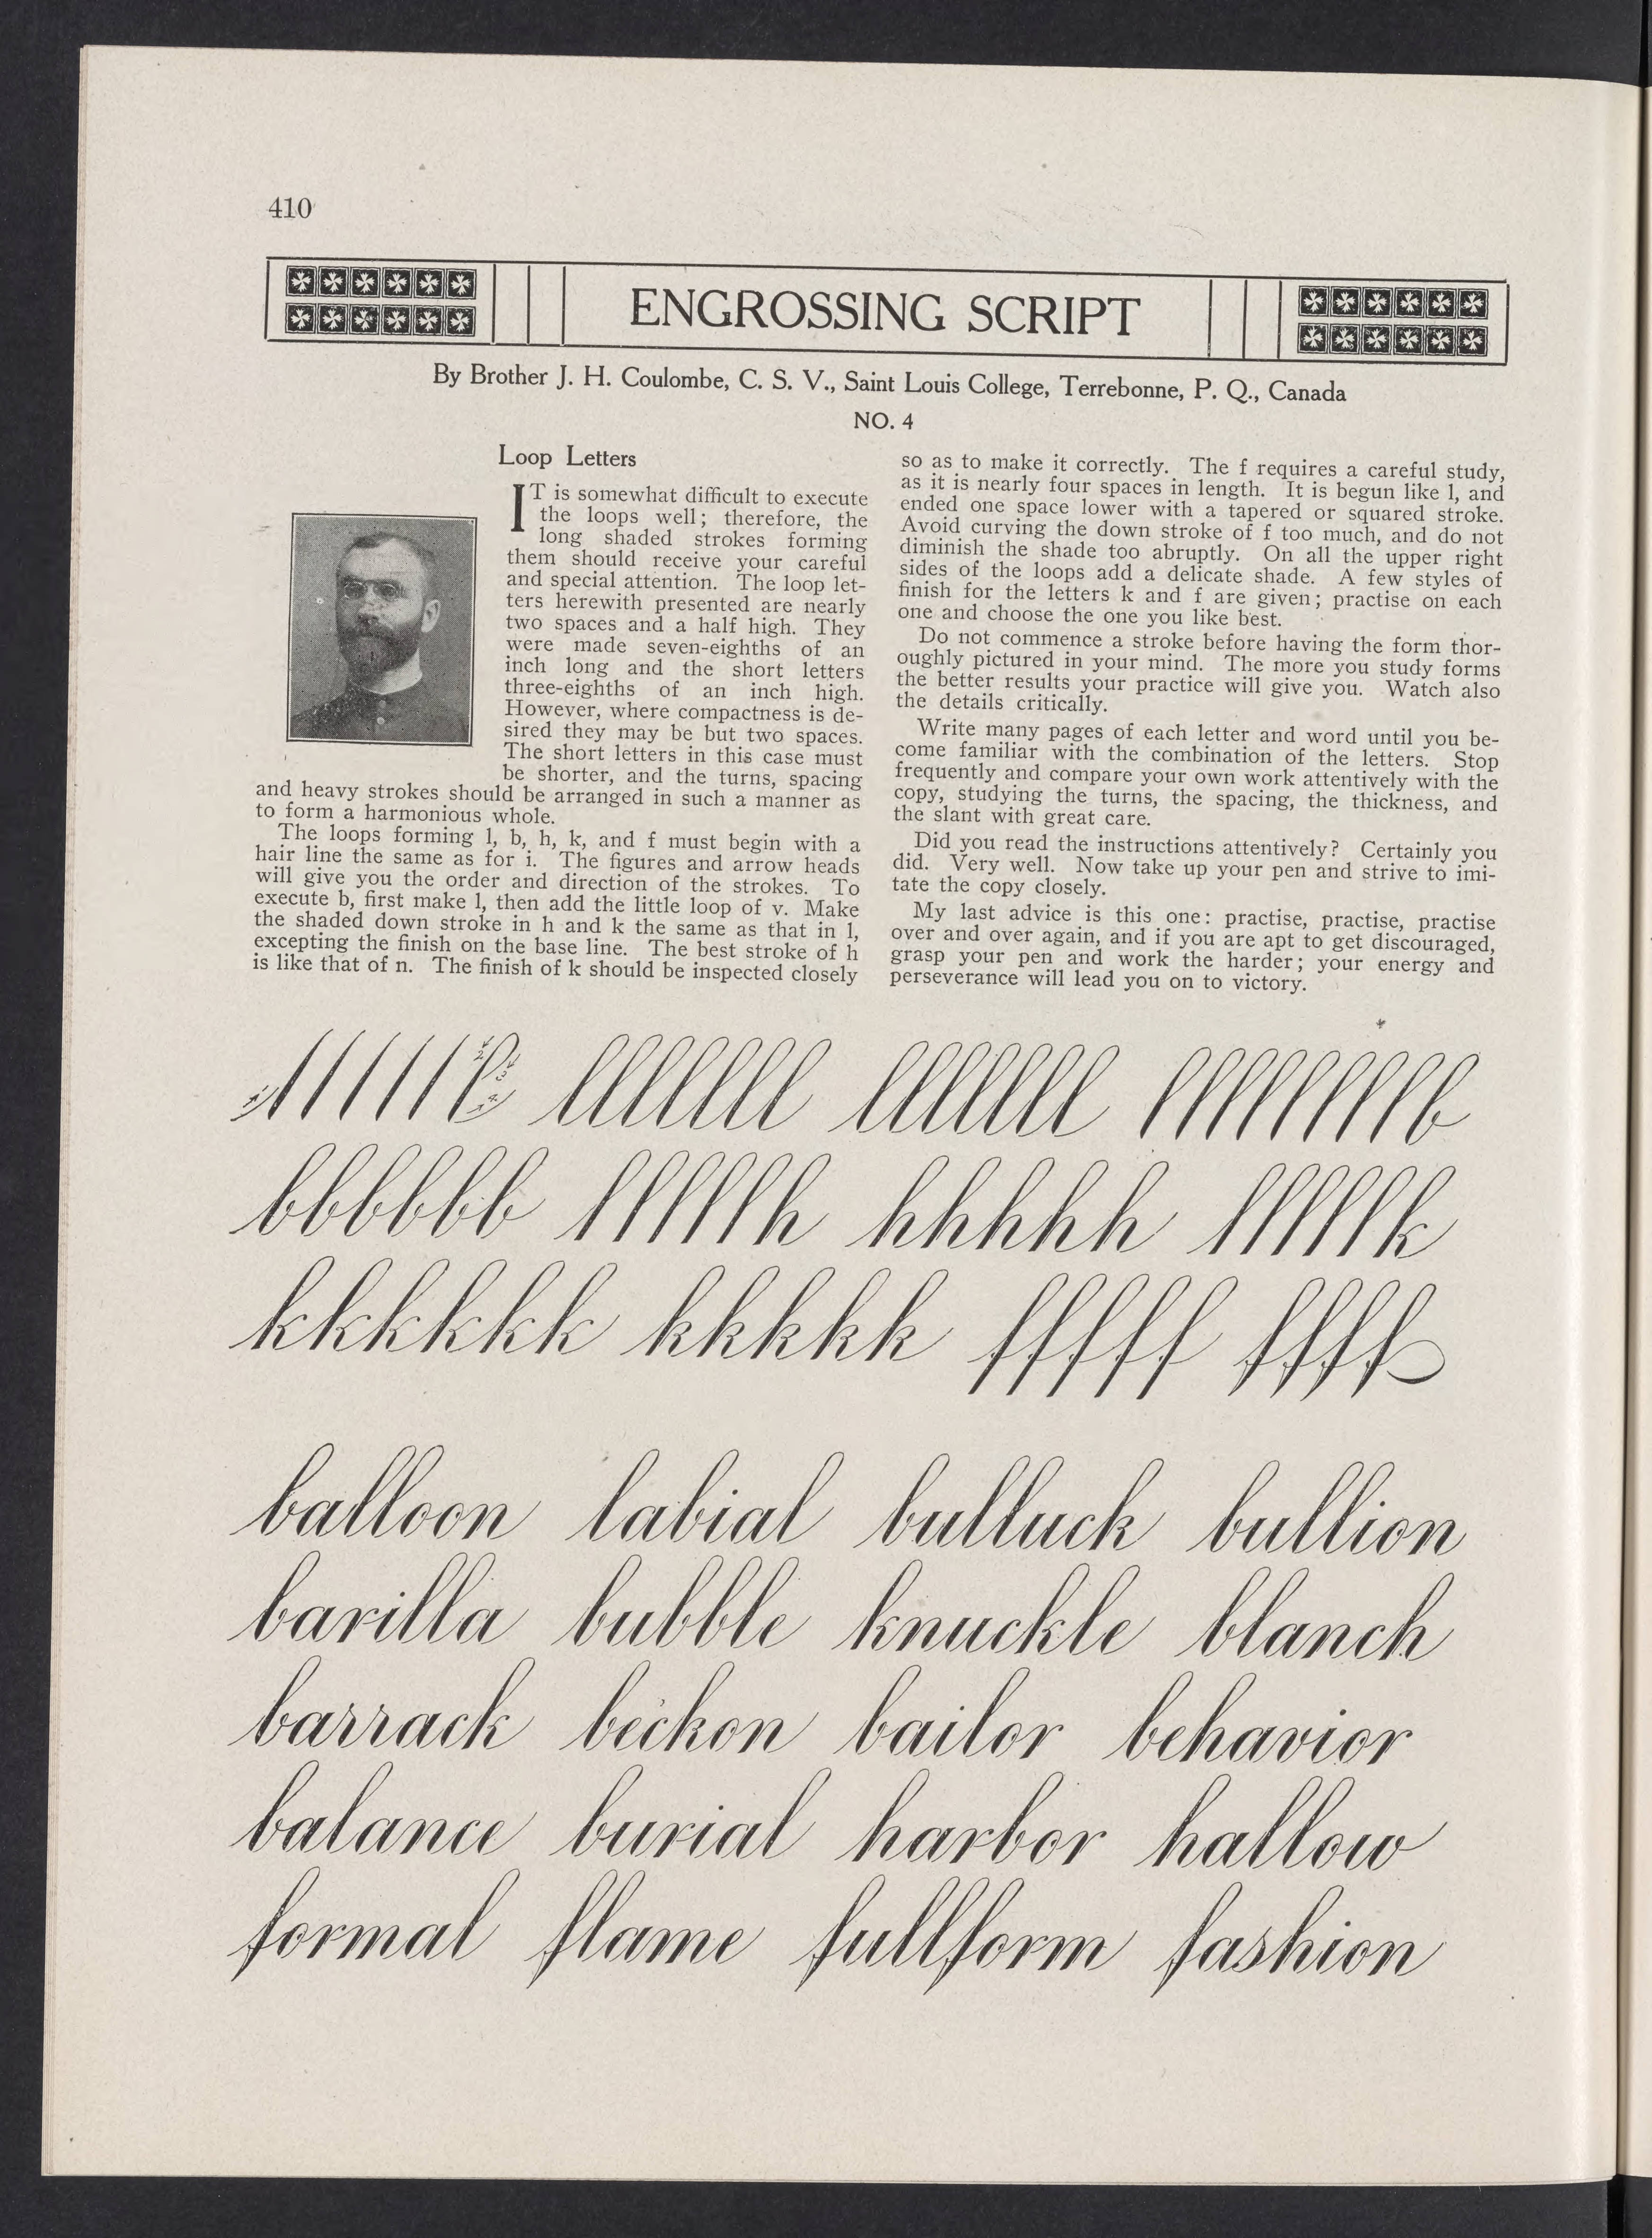 410
ENGROSSING SCRIPT
By Brother J. H. Coulombe, C. S. V., Saint Louis College, Terrebonne, P. Q., Canada
NO. 4
Loop Letters
IT is somewhat difficult to execute
the loops well; therefore, the
long shaded strokes forming
them should receive your careful
and special attention. The loop let-
ters herewith presented are nearly
two spaces and a half high. They
were made seven-eighths of an
inch long and the short letters
three-eighths of an inch high.
However, where compactness is de-
sired they may be but two spaces.
The short letters in this case must
be shorter, and the turns, spacing
and heavy strokes should be arranged in such a manner as
to form a harmonious whole.
The loops forming l, b, h, k, and f must begin with a
hair line the same as for i. The figures and arrow heads
will give you the order and direction of the strokes. To
execute b, first make l, then add the little loop of v. Make
the shaded down stroke in h and k the same as that in l,
excepting the finish on the base line. The best stroke of h
is like that of n. The finish of k should be inspected closely
so as to make it correctly. The f requires a careful study,
as it is nearly four spaces in length. It is begun like l, and
ended one space lower with a tapered or squared stroke.
Avoid curving the down stroke of f too much, and do not
diminish the shade too abruptly. On all the upper right
sides of the loops add a delicate shade. A few styles of
finish for the letters k and f are given; practise on each
one and choose the one you like best.
Do not commence a stroke before having the form thor-
oughly pictured in your mind. The more you study forms
the better results your practice will give you. Watch also
the details critically.
Write many pages of each letter and word until you be-
come familiar with the combination of the letters. Stop
frequently and compare your own work attentively with the
copy, studying the turns, the spacing, the thickness, and
the slant with great care.
Did you read the instructions attentively? Certainly you
did. Very well. Now take up your pen and strive to imi-
tate the copy closely.
My last advice is this one: practise, practise, practise
over and over again, and if you are apt to get discouraged,
grasp your pen and work the harder; your energy and
perseverance will lead you on to victory.
l lllllll lllllll b
bbbbbb h hhhhh k
kkkkkk kkkkk fffff ffff
balloon labial bulluck bullion
barilla bubble knuckle blanch
barrack beckon bailor behavior
balance burial harbor hallow
formal flame fullform fashion